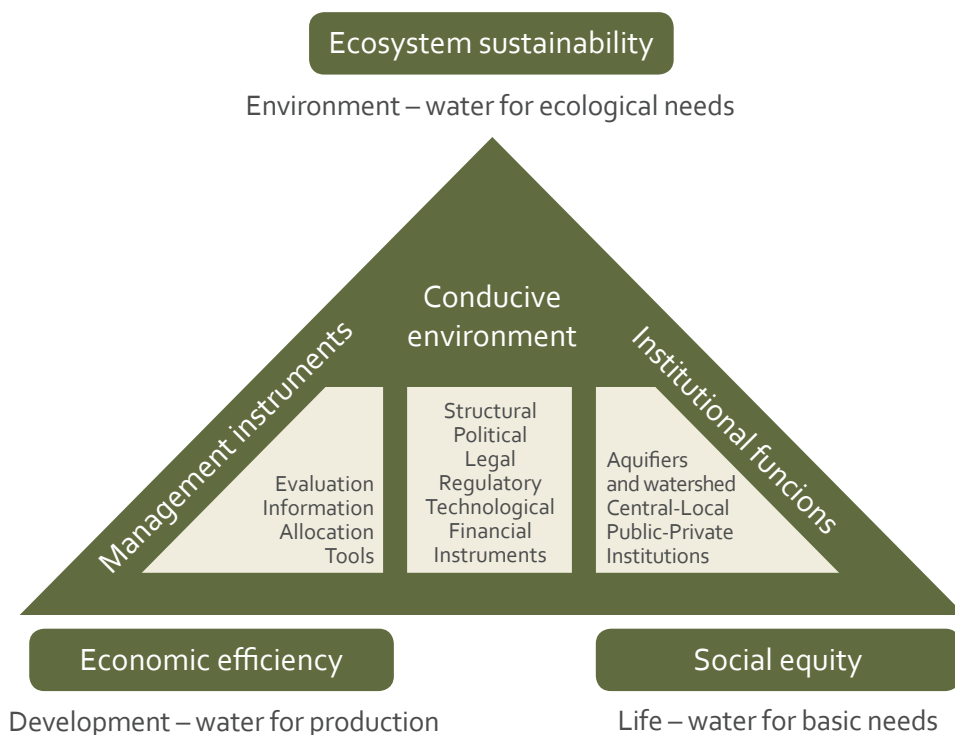 Ecosystem sustainability
Environment – water for ecological needs
Conducive
environment
Management instruments
Institutional funcions
Evaluation
Information
Allocation
Tools
Structural
Political
Legal
Regulatory
Technological
Financial
Instruments
Aquifiers
and watershed
Central-Local
Public-Private
Institutions
Economic efficiency
Development – water for production
Social equity
Life – water for basic needs